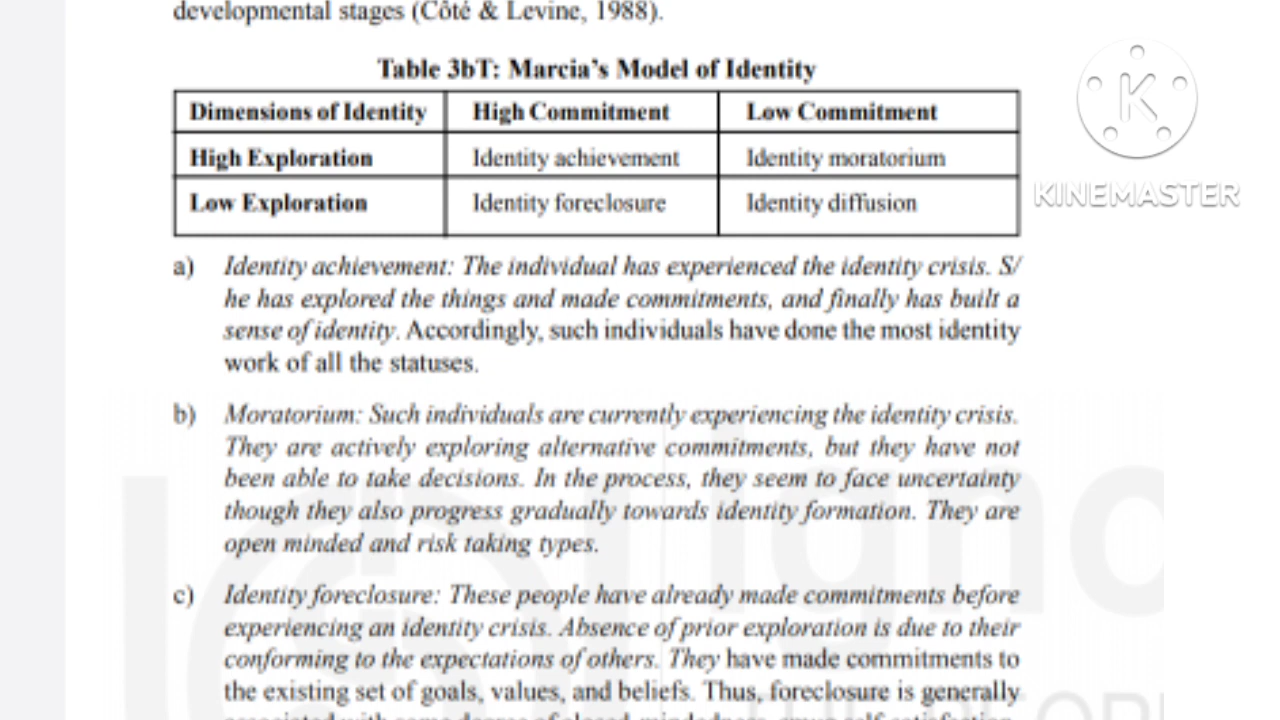 developmental stages (Côté & Levine, 1988).
Table 3bT: Marcia's Model of Identity
Dimensions of Identity High Commitment Low Commitment
High Exploration Identity achievement Identity moratorium
Low Exploration Identity foreclosure Identity diffusion
KINEMASTER
a) Identity achievement: The individual has experienced the identity crisis. S/
he has explored the things and made commitments, and finally has built a
sense of identity. Accordingly, such individuals have done the most identity
work of all the statuses.
b) Moratorium: Such individuals are currently experiencing the identity crisis.
They are actively exploring alternative commitments, but they have not
been able to take decisions. In the process, they seem to face uncertainty
though they also progress gradually towards identity formation. They are
open minded and risk taking types.
c) Identity foreclosure: These people have already made commitments before
experiencing an identity crisis. Absence of prior exploration is due to their
conforming to the expectations of others. They have made commitments to
the existing set of goals, values, and beliefs. Thus, foreclosure is generally